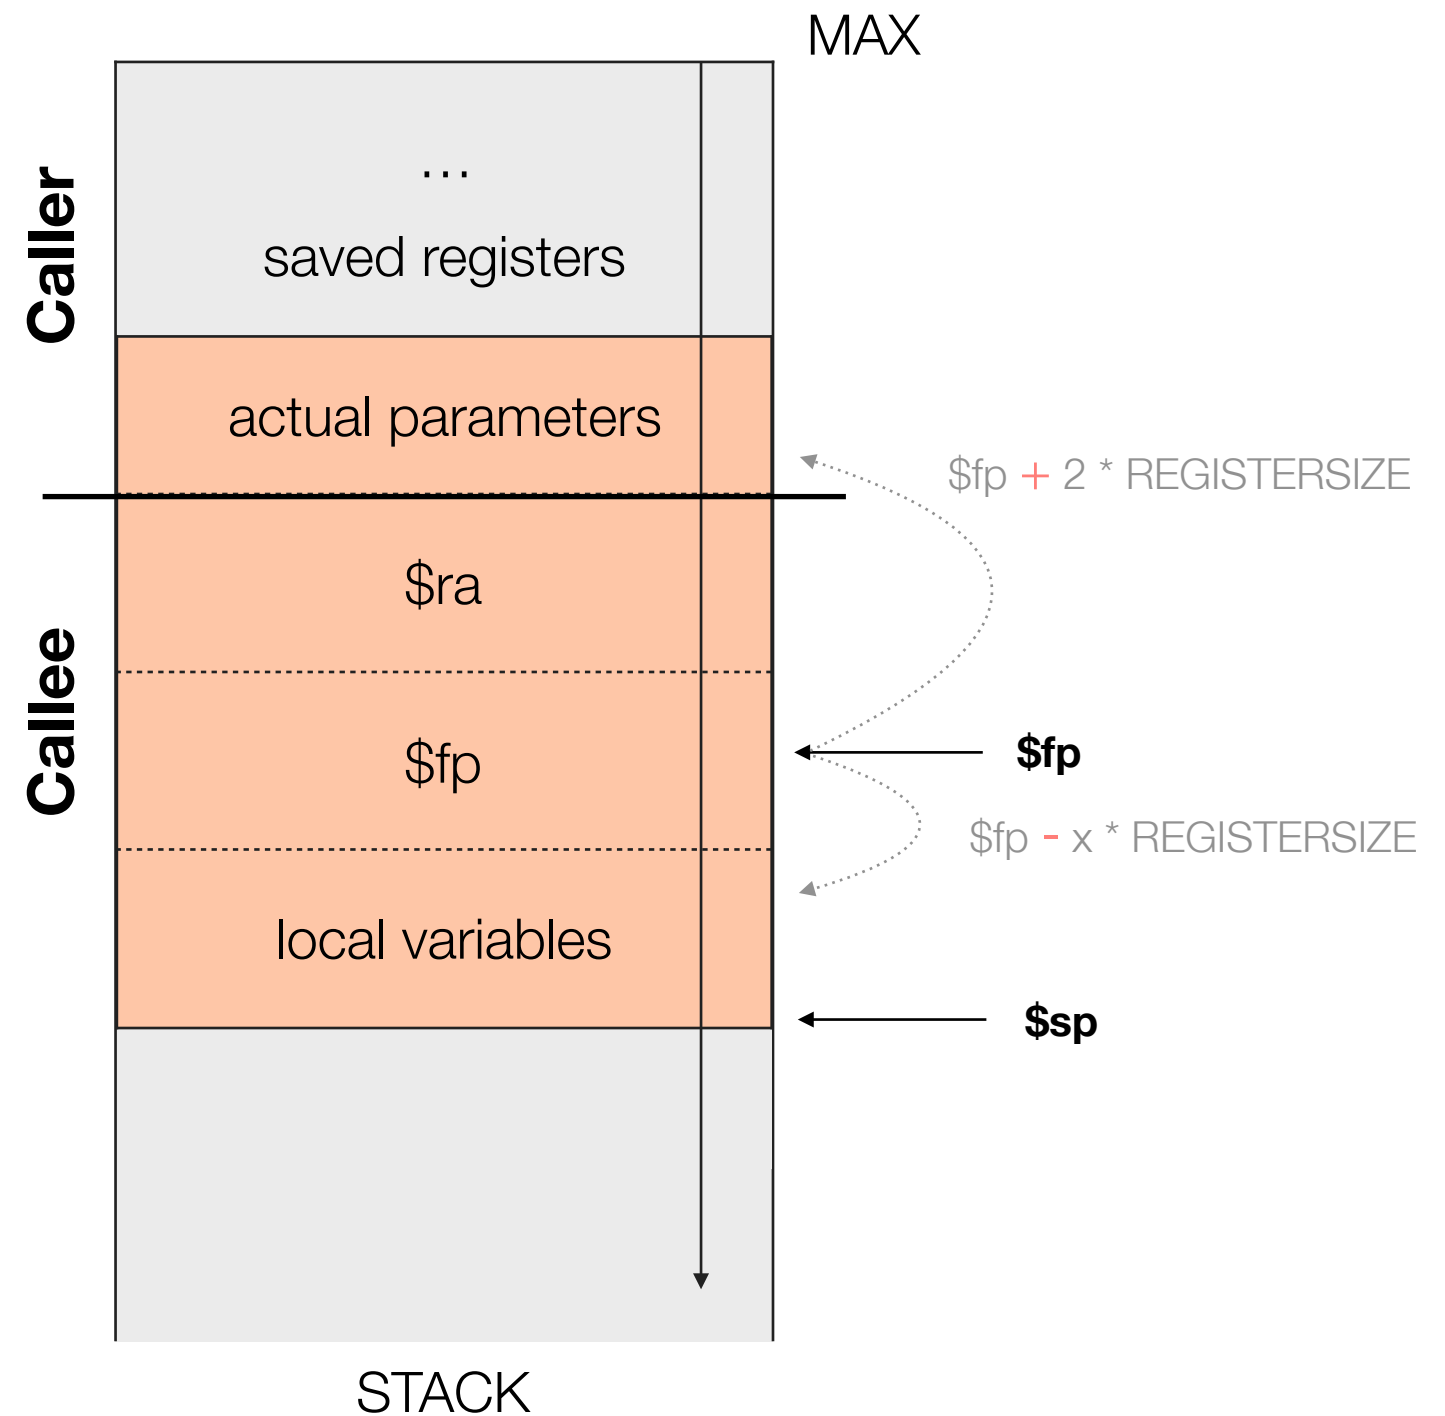 MAX
Caller
…
saved registers
actual parameters
$fp + 2 * REGISTERSIZE
Callee
$ra
$fp
$fp
$fp - x * REGISTERSIZE
local variables
$sp
STACK